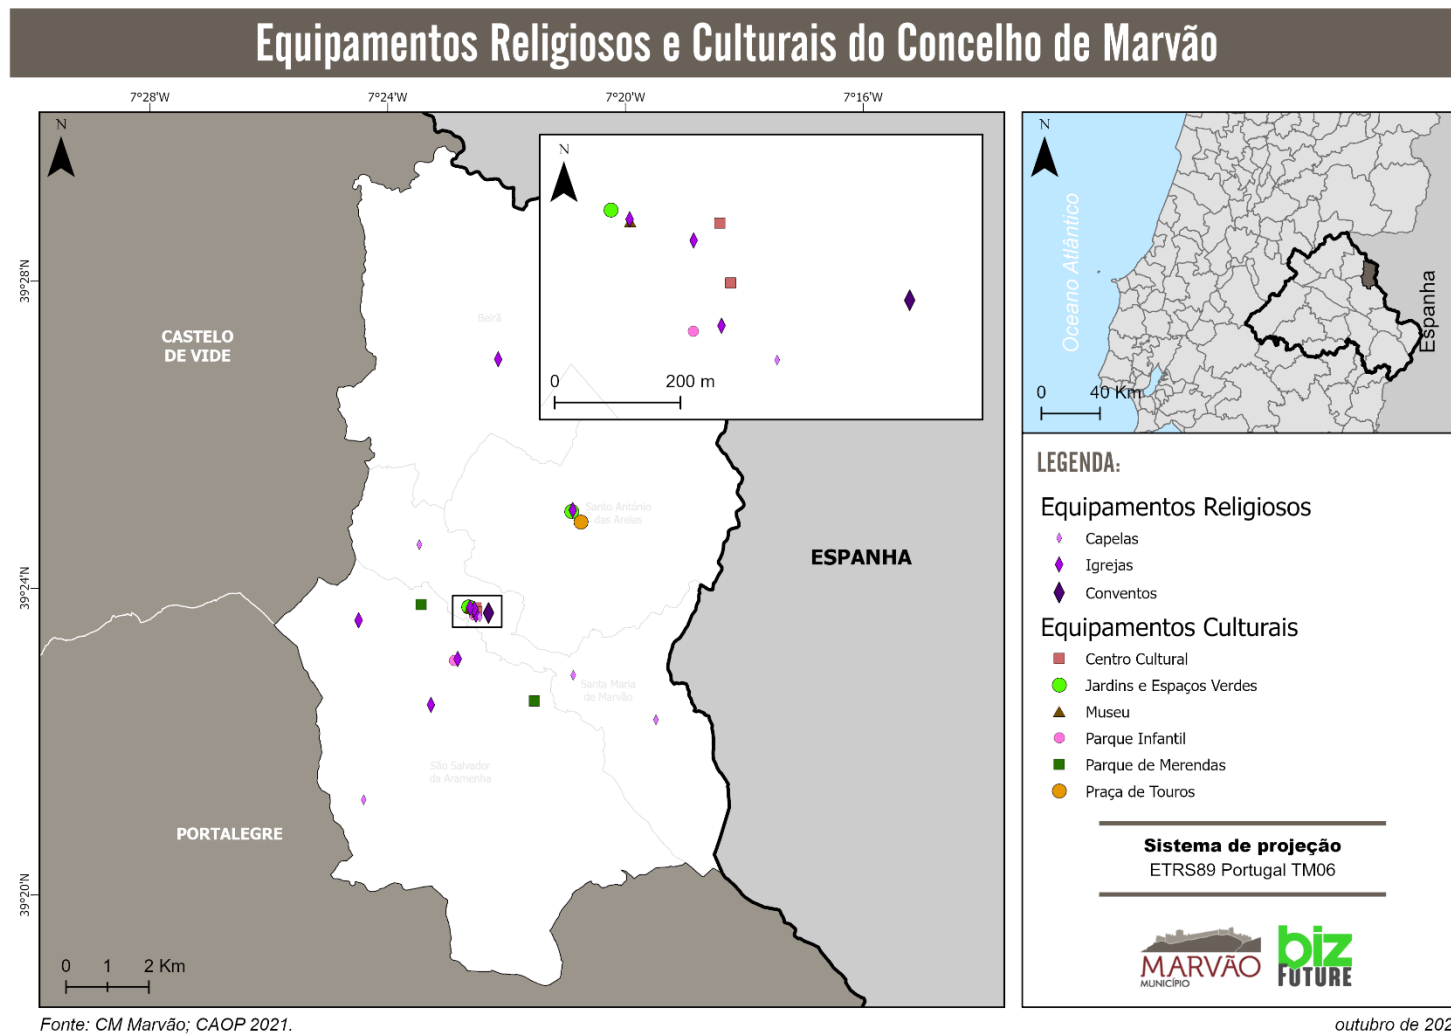 Equipamentos Religiosos e Culturais do Concelho de Marvão
7°28'W
7°24'W
7°20'W
7°16'W
39°28'N
39°24'N
39°20'N
N
N
N
CASTELO
DE VIDE
Beirã
0
200 m
Santo António
das Areias
ESPANHA
Santa Maria
de Marvão
São Salvador
da Aramenha
PORTALEGRE
0
1
2 Km
Oceano Atlântico
Espanha
0
40 Km
LEGENDA:
Equipamentos Religiosos
Capelas
Igrejas
Conventos
Equipamentos Culturais
Centro Cultural
Jardins e Espaços Verdes
Museu
Parque Infantil
Parque de Merendas
Praça de Touros
Sistema de projeção
ETRS89 Portugal TM06
MARVÃO
MUNICÍPIO
biz
FUTURE
Fonte: CM Marvão; CAOP 2021.
outubro de 202